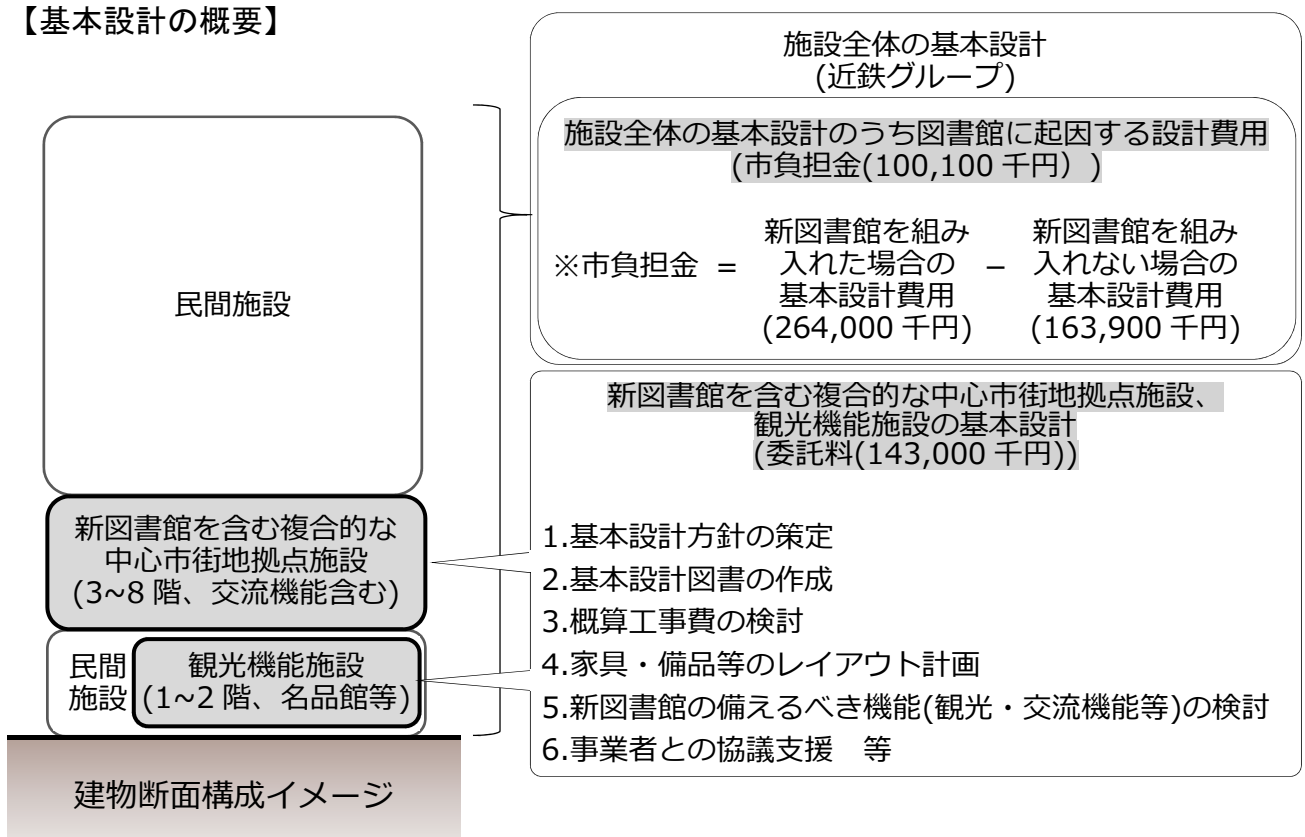 【基本設計の概要】
施設全体の基本設計
(近鉄グループ)
施設全体の基本設計のうち図書館に起因する設計費用
(市負担金(100,100 千円））
※市負担金 = 新図書館を組み入れた場合の基本設計費用(264,000 千円) – 新図書館を組み入れない場合の基本設計費用(163,900 千円)
新図書館を含む複合的な中心市街地拠点施設、
観光機能施設の基本設計
(委託料(143,000 千円))
1.基本設計方針の策定
2.基本設計図書の作成
3.概算工事費の検討
4.家具・備品等のレイアウト計画
5.新図書館の備えるべき機能(観光・交流機能等)の検討
6.事業者との協議支援　等
民間施設
新図書館を含む複合的な
中心市街地拠点施設
(3~8 階、交流機能含む)
民間
施設
観光機能施設
(1~2 階、名品館等)
建物断面構成イメージ